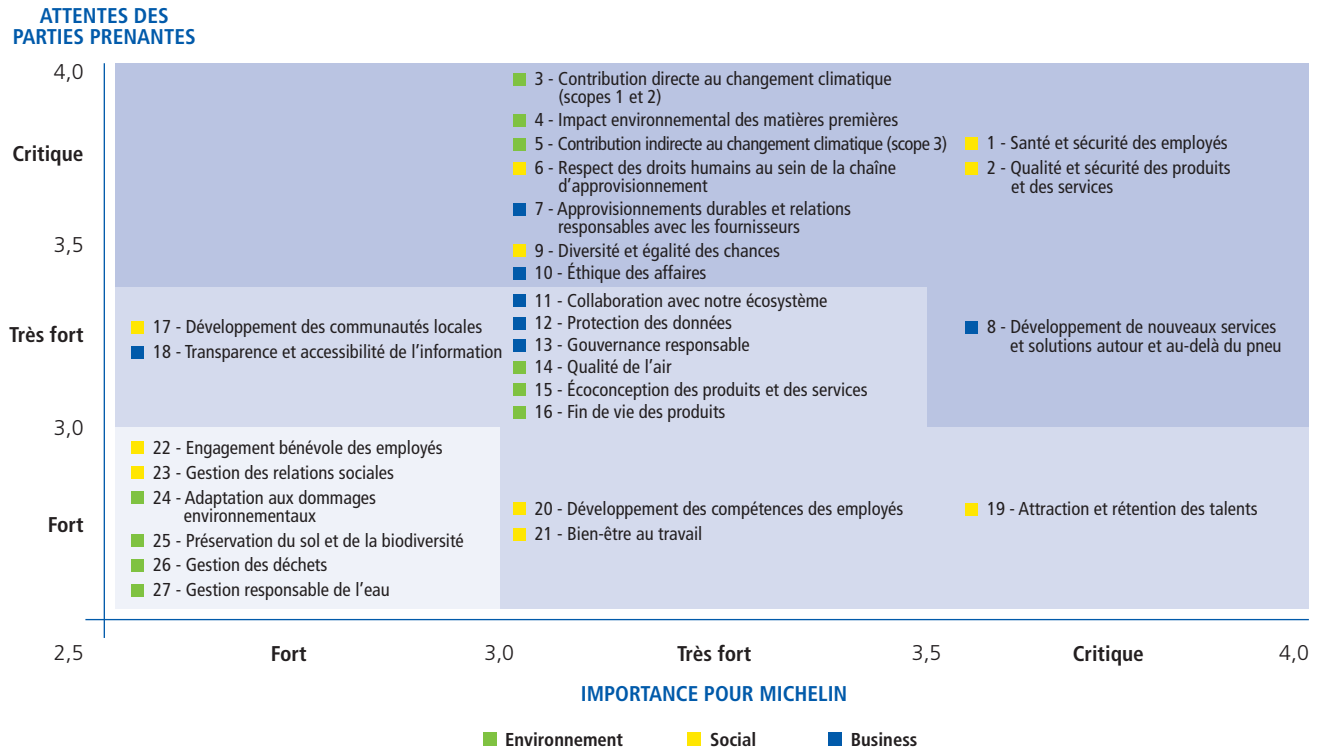 ATTENTES DES
PARTIES PRENANTES
4,0
Critique
3,5
Très fort
3,0
Fort
2,5
3 - Contribution directe au changement climatique
(scopes 1 et 2)
4 - Impact environnemental des matières premières
5 - Contribution indirecte au changement climatique (scope 3)
6 - Respect des droits humains au sein de la chaîne
d’approvisionnement
7 - Approvisionnements durables et relations
responsables avec les fournisseurs
9 - Diversité et égalité des chances
10 - Éthique des affaires
1 - Santé et sécurité des employés
2 - Qualité et sécurité des produits
et des services
17 - Développement des communautés locales
18 - Transparence et accessibilité de l’information
11 - Collaboration avec notre écosystème
12 - Protection des données
13 - Gouvernance responsable
14 - Qualité de l’air
15 - Écoconception des produits et des services
16 - Fin de vie des produits
8 - Développement de nouveaux services
et solutions autour et au-delà du pneu
22 - Engagement bénévole des employés
23 - Gestion des relations sociales
24 - Adaptation aux dommages
environnementaux
25 - Préservation du sol et de la biodiversité
26 - Gestion des déchets
27 - Gestion responsable de l’eau
20 - Développement des compétences des employés
21 - Bien-être au travail
19 - Attraction et rétention des talents
Fort
3,0
Très fort
3,5
Critique
4,0
IMPORTANCE POUR MICHELIN
Environnement
Social
Business